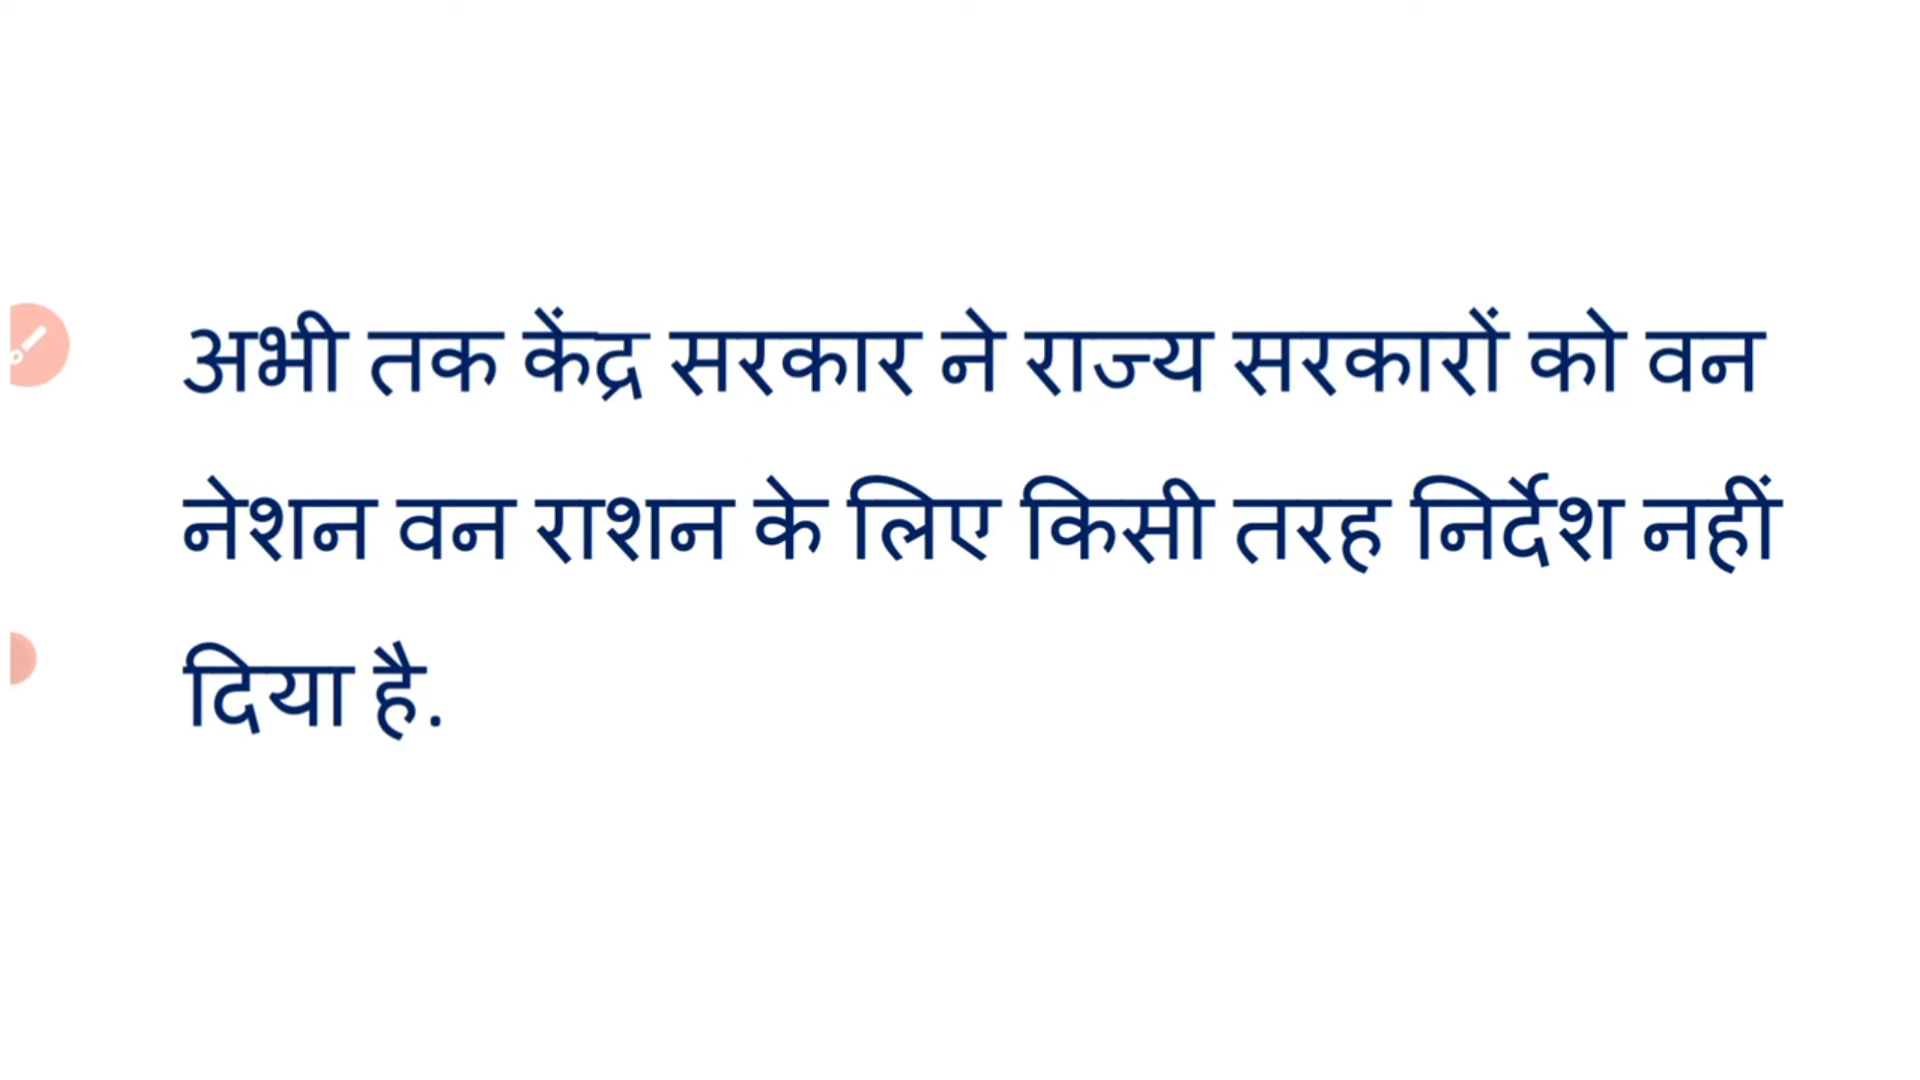 अभी तक केंद्र सरकार ने राज्य सरकारों को वन
नेशन वन राशन के लिए किसी तरह निर्देश नहीं
दिया है.